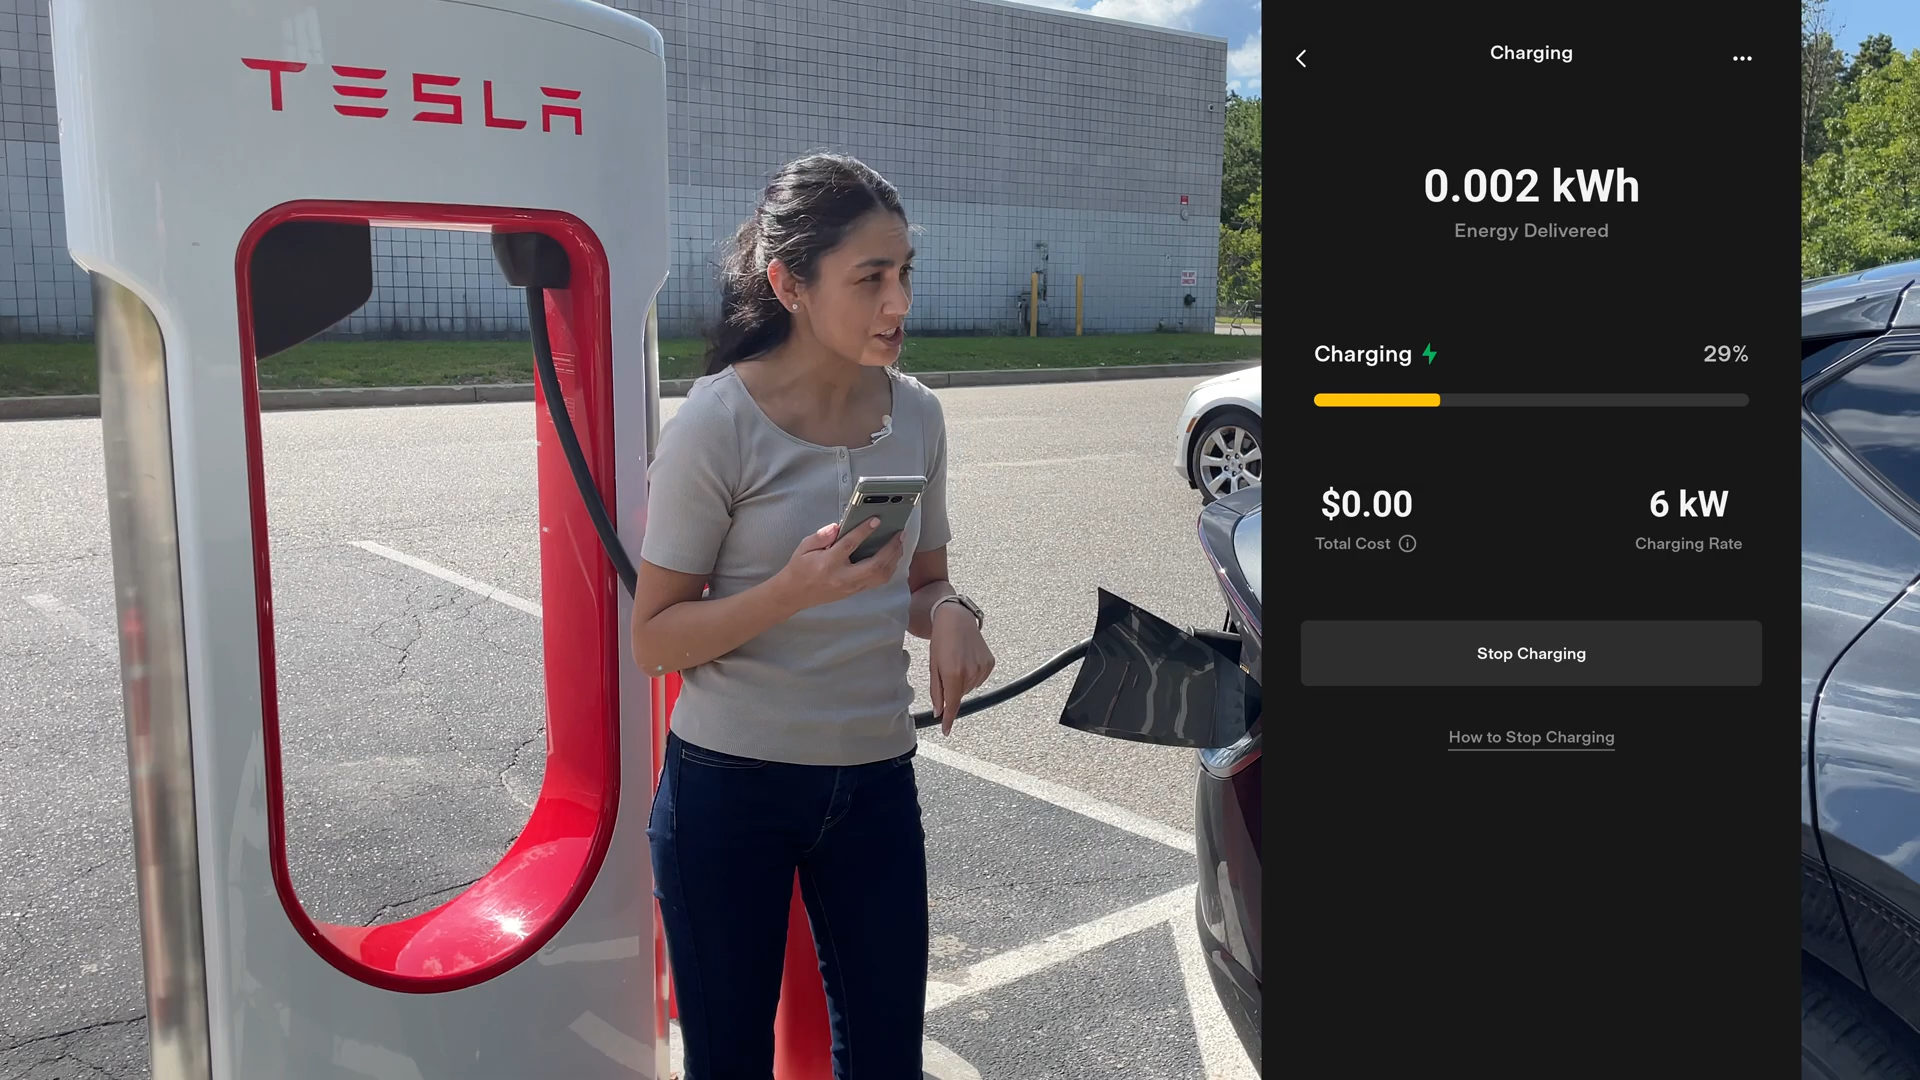 TESLA
Charging
0.002 kWh
Energy Delivered
Charging 29%
$0.00 6 kW
Total Cost Charging Rate
Stop Charging
How to Stop Charging